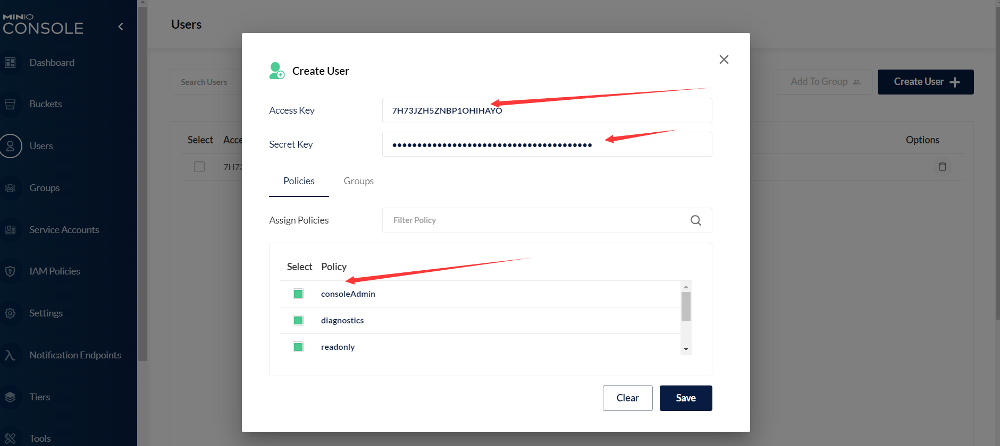 MINIO
CONSOLE
Dashboard
Buckets
Users
Groups
Service Accounts
IAM Policies
Settings
Notification Endpoints
Tiers
Tools
Users
Search Users
Add To Group
Create User
Select Acce
Options
7H73
Create User
Access Key
7H73JZH5ZNBP1OHIHAYO
Secret Key
••••••••••••••••••••••••••••••••••••••••
Policies Groups
Assign Policies
Filter Policy
Select Policy
consoleAdmin
diagnostics
readonly
Clear
Save